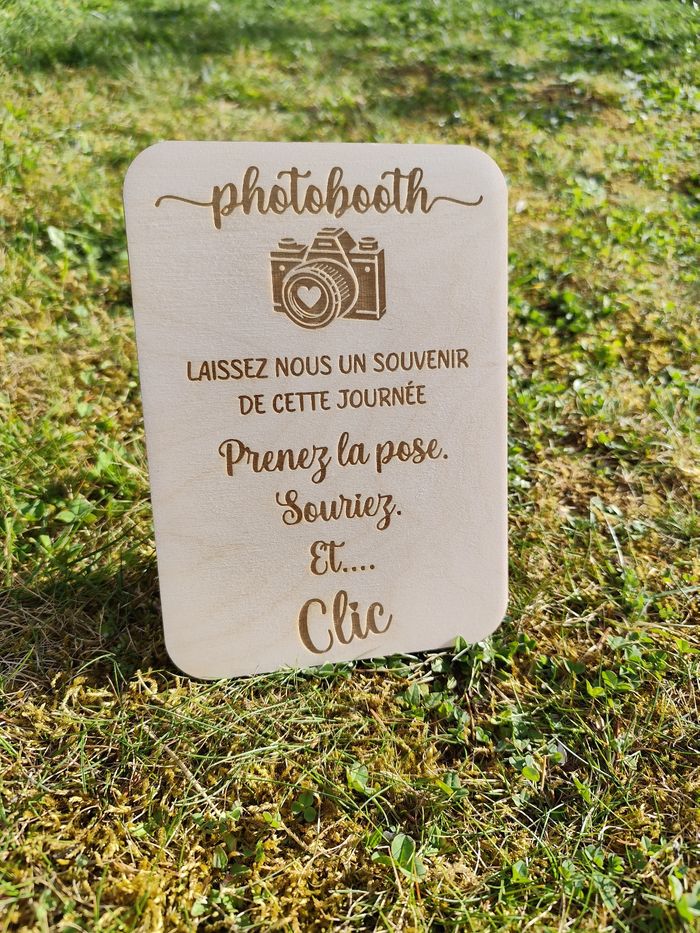 photobooth
LAISSEZ NOUS UN SOUVENIR
DE CETTE JOURNÉE
Prenez la pose.
Souriez.
Et....
Clic